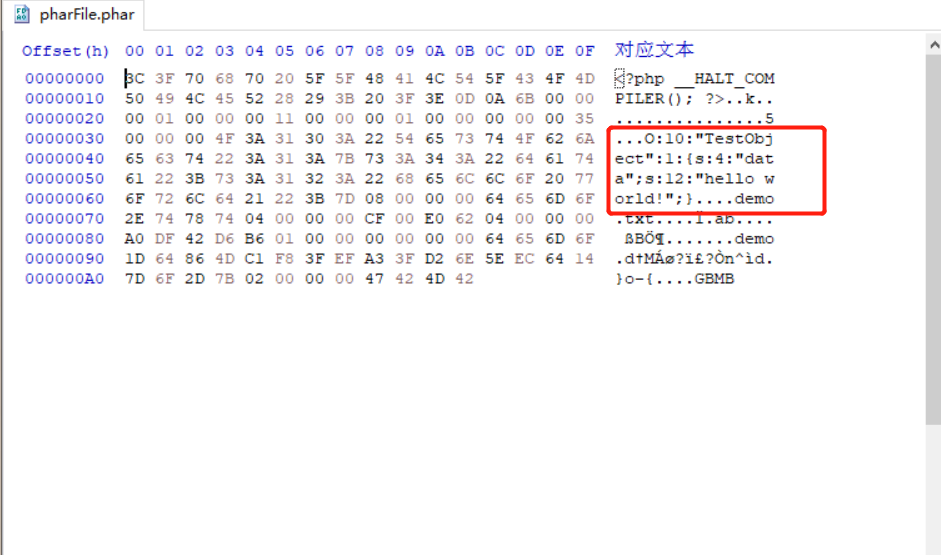 pharFile.phar
Offset(h) 00 01 02 03 04 05 06 07 08 09 0A 0B 0C 0D 0E 0F 对应文本
00000000 3C 3F 70 68 70 20 5F 5F 48 41 4C 54 5F 43 4F 4D <?php __HALT_COM
00000010 50 49 4C 45 52 28 29 3B 20 3F 3E 0D 0A 6B 00 00 PILER(); ?>..k..
00000020 00 01 00 00 00 11 00 00 00 01 00 00 00 00 00 35 ...............5
00000030 00 00 00 4F 3A 31 30 3A 22 54 65 73 74 4F 62 6A ...O:10:"TestObj
00000040 65 63 74 22 3A 31 3A 7B 73 3A 34 3A 22 64 61 74 ect":1:{s:4:"dat
00000050 61 22 3B 73 3A 31 32 3A 22 68 65 6C 6C 6F 20 77 a";s:12:"hello w
00000060 6F 72 6C 64 21 22 3B 7D 08 00 00 00 64 65 6D 6F orld!";}....demo
00000070 2E 74 78 74 04 00 00 00 CF 00 E0 62 04 00 00 00 .txt....Ï.àb....
00000080 A0 DF 42 D6 B6 01 00 00 00 00 00 00 64 65 6D 6F  ßBÖ¶.......demo
00000090 1D 64 86 4D C1 F8 3F EF A3 3F D2 6E 5E EC 64 14 .d†MÁø?ï£?Òn^ìd.
000000A0 7D 6F 2D 7B 02 00 00 00 47 42 4D 42 }o-{....GBMB